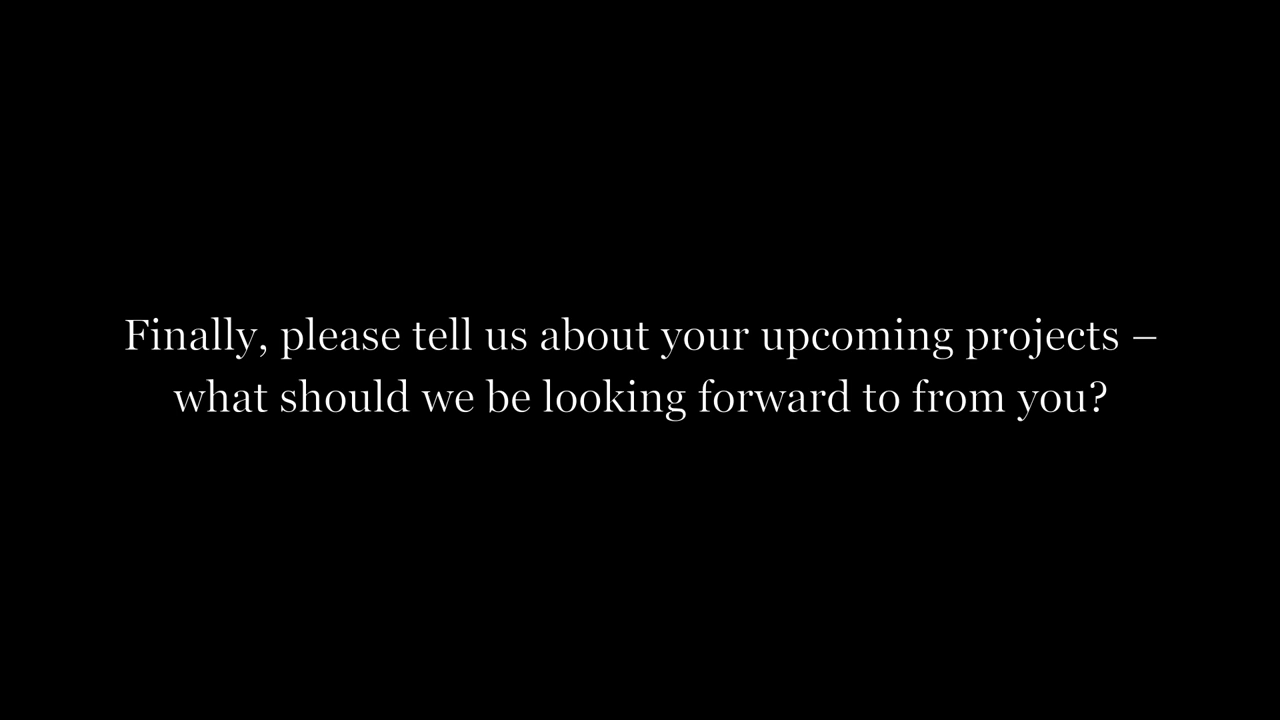 Finally, please tell us about your upcoming projects –
what should we be looking forward to from you?